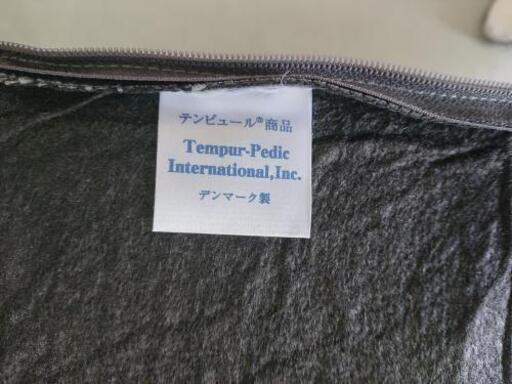 テンピュール®商品
Tempur-Pedic
International,Inc.
デンマーク製